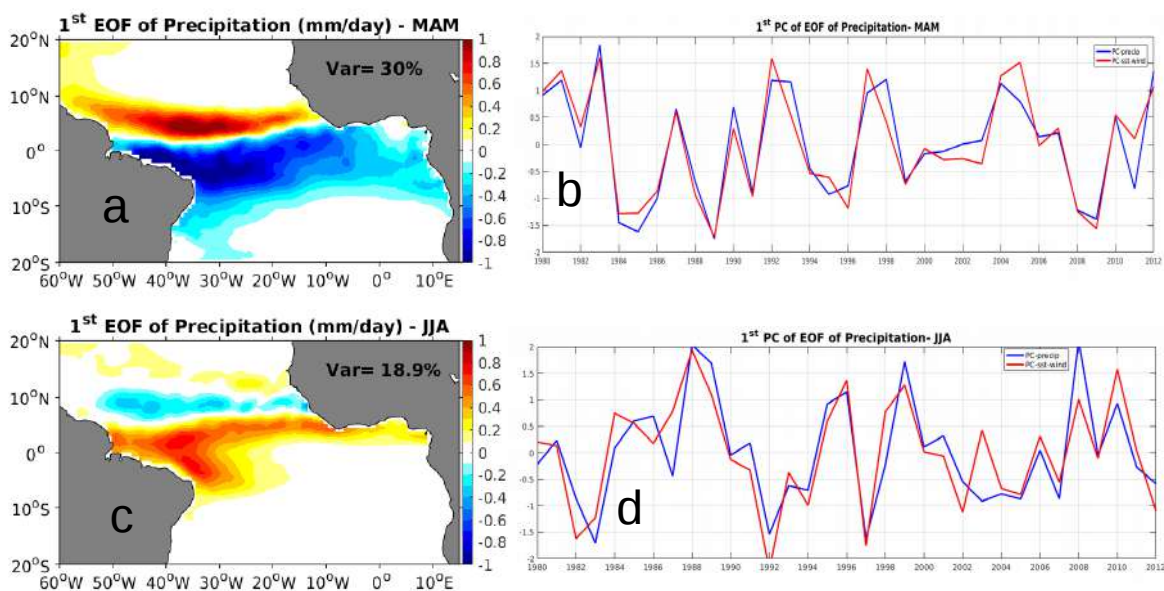 1st EOF of Precipitation (mm/day) - MAM
Var= 30%
a
20°N
10°N
0°
10°S
20°S
60°W 50°W 40°W 30°W 20°W 10°W 0° 10°E
1
0.8
0.6
0.4
0.2
0
-0.2
-0.4
-0.6
-0.8
-1
1st PC of EOF of Precipitation- MAM
PC-precip
PC-sst-wind
b
2
1.5
1
0.5
0
-0.5
-1
-1.5
-2
1980 1982 1984 1986 1988 1990 1992 1994 1996 1998 2000 2002 2004 2006 2008 2010 2012
1st EOF of Precipitation (mm/day) - JJA
Var= 18.9%
c
20°N
10°N
0°
10°S
20°S
60°W 50°W 40°W 30°W 20°W 10°W 0° 10°E
1
0.8
0.6
0.4
0.2
0
-0.2
-0.4
-0.6
-0.8
-1
1st PC of EOF of Precipitation- JJA
PC-precip
PC-sst-wind
d
2
1.5
1
0.5
0
-0.5
-1
-1.5
-2
1980 1982 1984 1986 1988 1990 1992 1994 1996 1998 2000 2002 2004 2006 2008 2010 2012